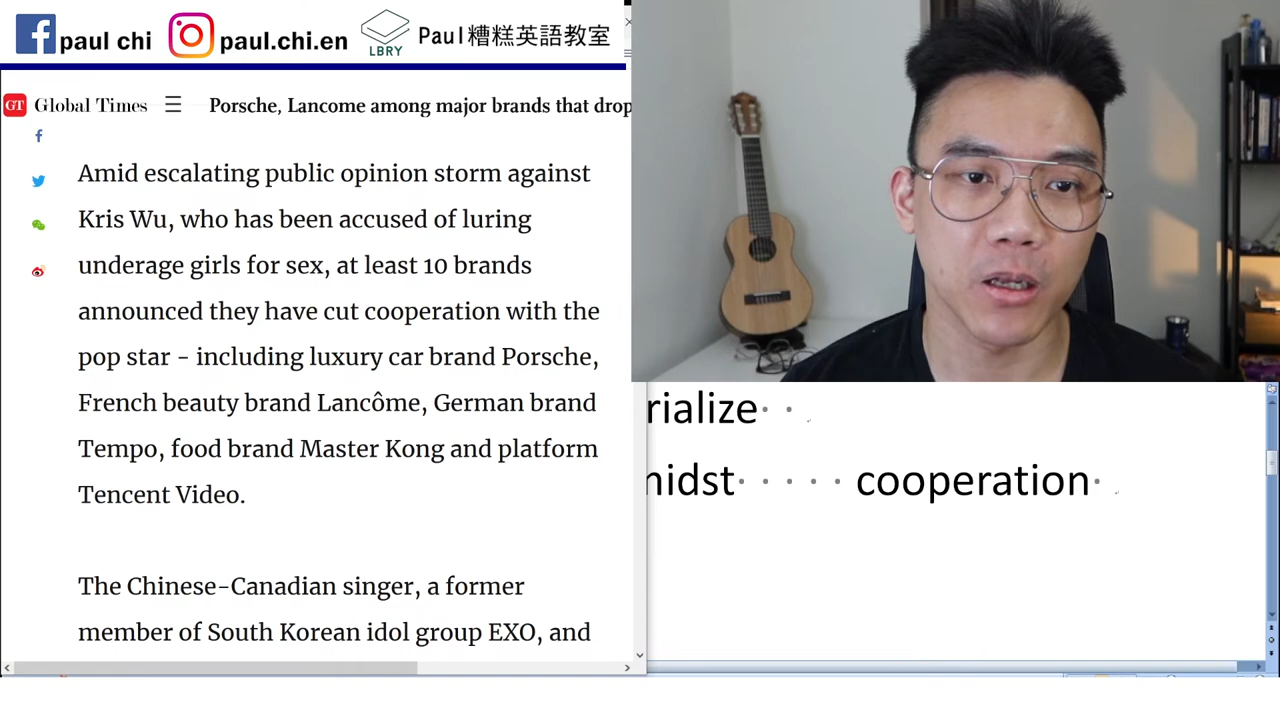 paul chi
paul.chi.en
LBRY
Paul糟糕英語教室
GT
Global Times
Porsche, Lancome among major brands that drop
Amid escalating public opinion storm against
Kris Wu, who has been accused of luring
underage girls for sex, at least 10 brands
announced they have cut cooperation with the
pop star - including luxury car brand Porsche,
French beauty brand Lancôme, German brand
Tempo, food brand Master Kong and platform
Tencent Video.
The Chinese-Canadian singer, a former
member of South Korean idol group EXO, and
rialize
midst cooperation